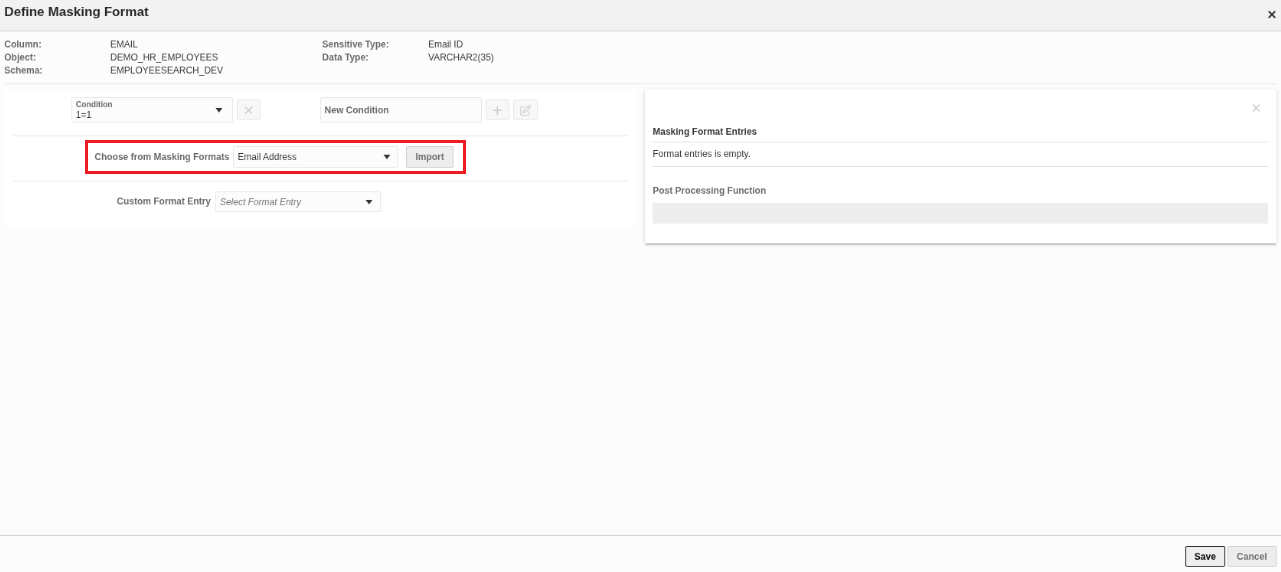 Define Masking Format
Column: EMAIL Sensitive Type: Email ID
Object: DEMO_HR_EMPLOYEES Data Type: VARCHAR2(35)
Schema: EMPLOYEESEARCH_DEV
Condition
1=1
New Condition
Choose from Masking Formats Email Address Import
Custom Format Entry Select Format Entry
Masking Format Entries
Format entries is empty.
Post Processing Function
Save Cancel